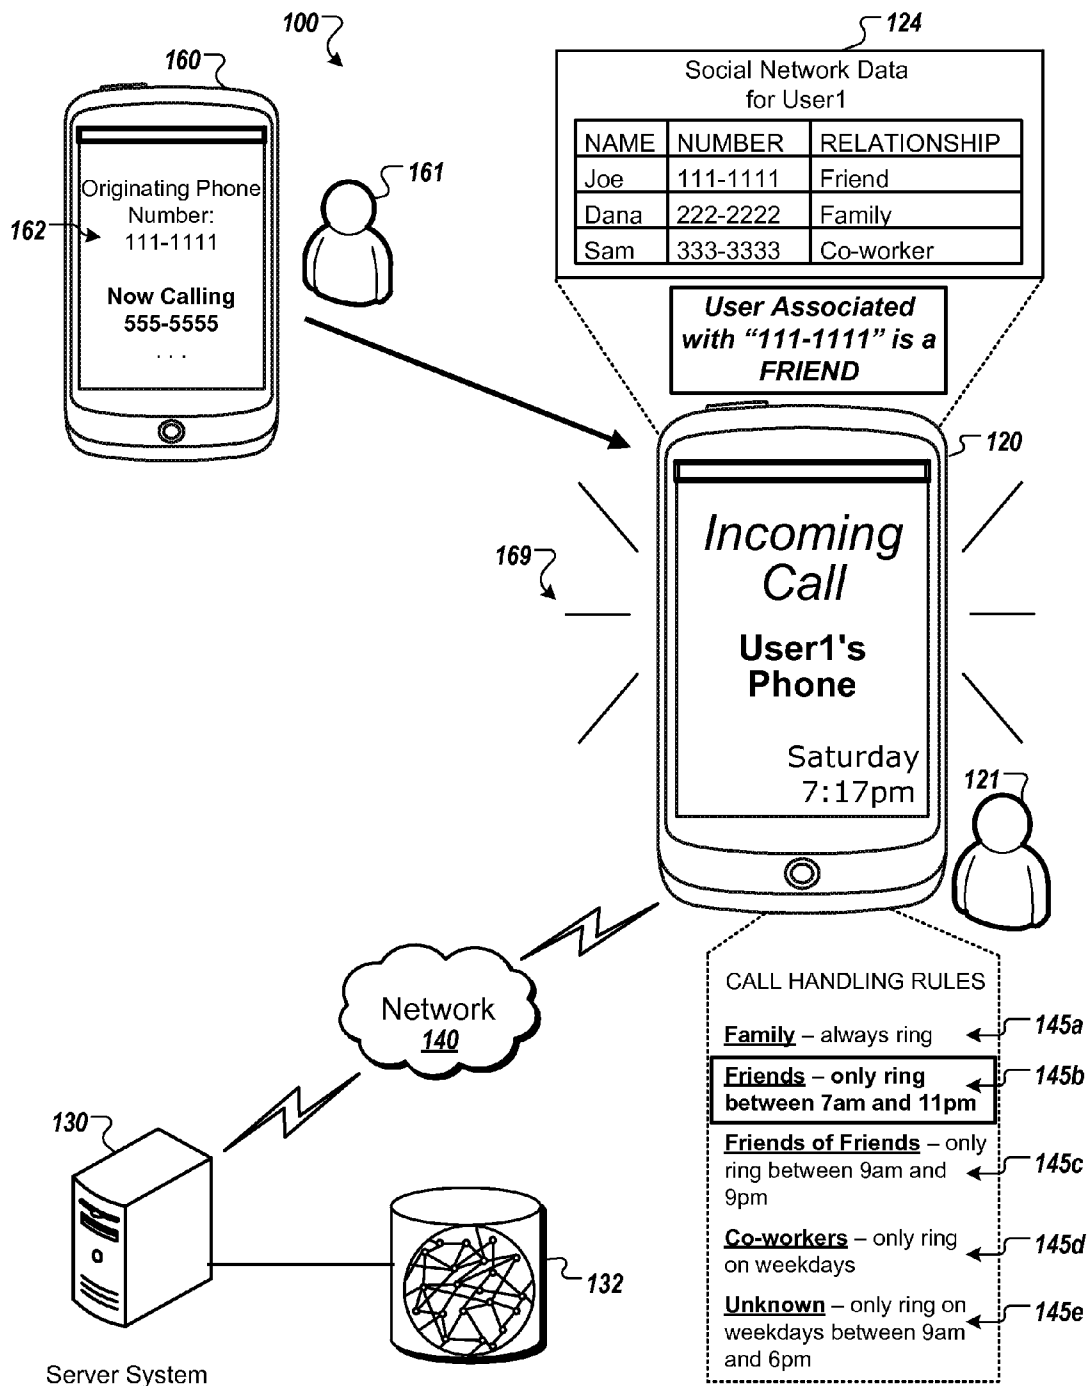 100
160
Originating Phone
Number:
111-1111
Now Calling
555-5555
. . .
162
161
124
Social Network Data
for User1
NAME NUMBER RELATIONSHIP
Joe 111-1111 Friend
Dana 222-2222 Family
Sam 333-3333 Co-worker
User Associated
with “111-1111” is a
FRIEND
120
169
Incoming
Call
User1's
Phone
Saturday
7:17pm
121
Network
140
130
Server System
132
CALL HANDLING RULES
Family – always ring
145a
Friends – only ring
between 7am and 11pm
145b
Friends of Friends – only
ring between 9am and
9pm
145c
Co-workers – only ring
on weekdays
145d
Unknown – only ring on
weekdays between 9am
and 6pm
145e